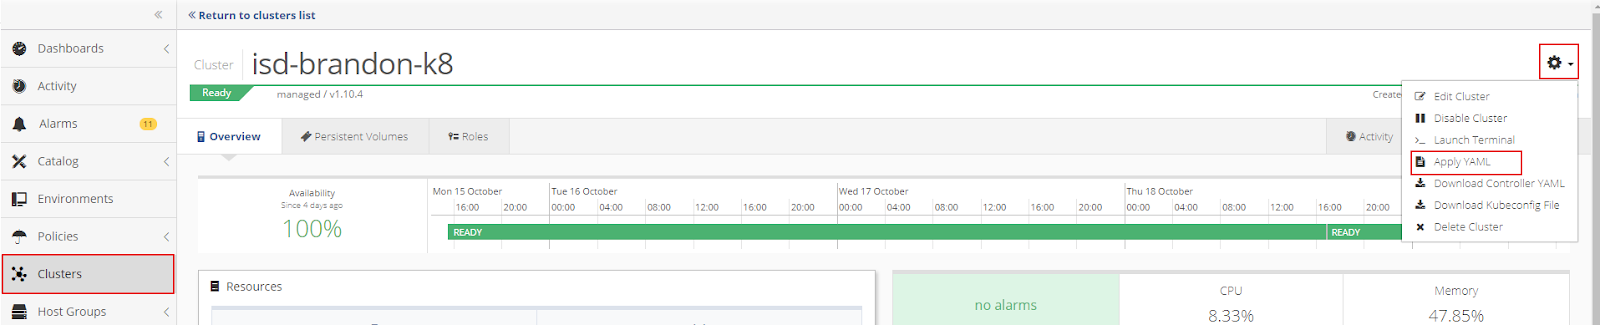 « 
« Return to clusters list
Dashboards
Activity
Alarms 11
Catalog
Environments
Policies
Clusters
Host Groups
Cluster isd-brandon-k8
Ready managed / v1.10.4
Create
Edit Cluster
Disable Cluster
Launch Terminal
Apply YAML
Download Controller YAML
Download Kubeconfig File
Delete Cluster
Overview Persistent Volumes Roles Activity
Availability
Since 4 days ago
100%
Mon 15 October Tue 16 October Wed 17 October Thu 18 October
16:00 20:00 00:00 04:00 08:00 12:00 16:00 20:00 00:00 04:00 08:00 12:00 16:00 20:00 00:00 04:00 08:00 12:00 16:00 20:00
READY READY
Resources
no alarms
CPU
8.33%
Memory
47.85%